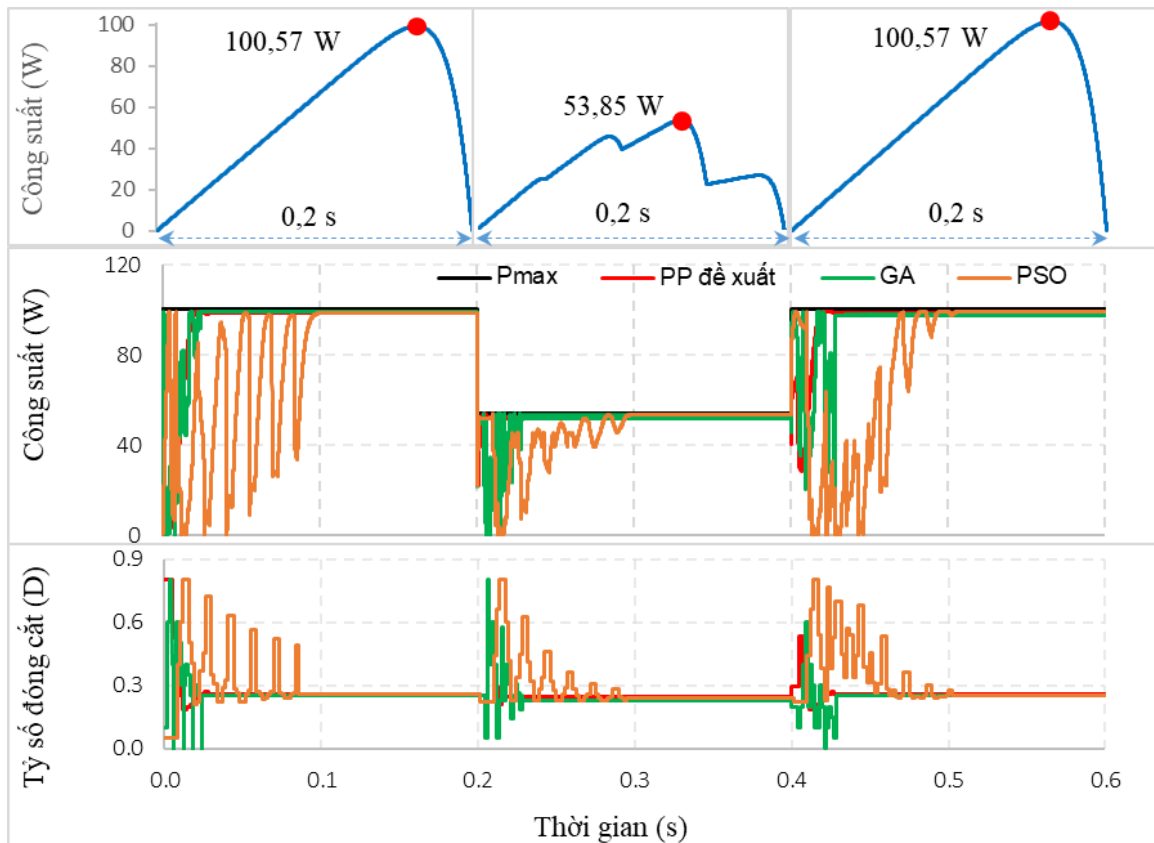 Công suất (W)
100
80
60
40
20
0
100,57 W
53,85 W
100,57 W
0,2 s
0,2 s
0,2 s
Công suất (W)
120
80
40
0
Pmax
PP đề xuất
GA
PSO
Tỷ số đóng cắt (D)
0.9
0.6
0.3
0.0
0.0
0.1
0.2
0.3
0.4
0.5
0.6
Thời gian (s)